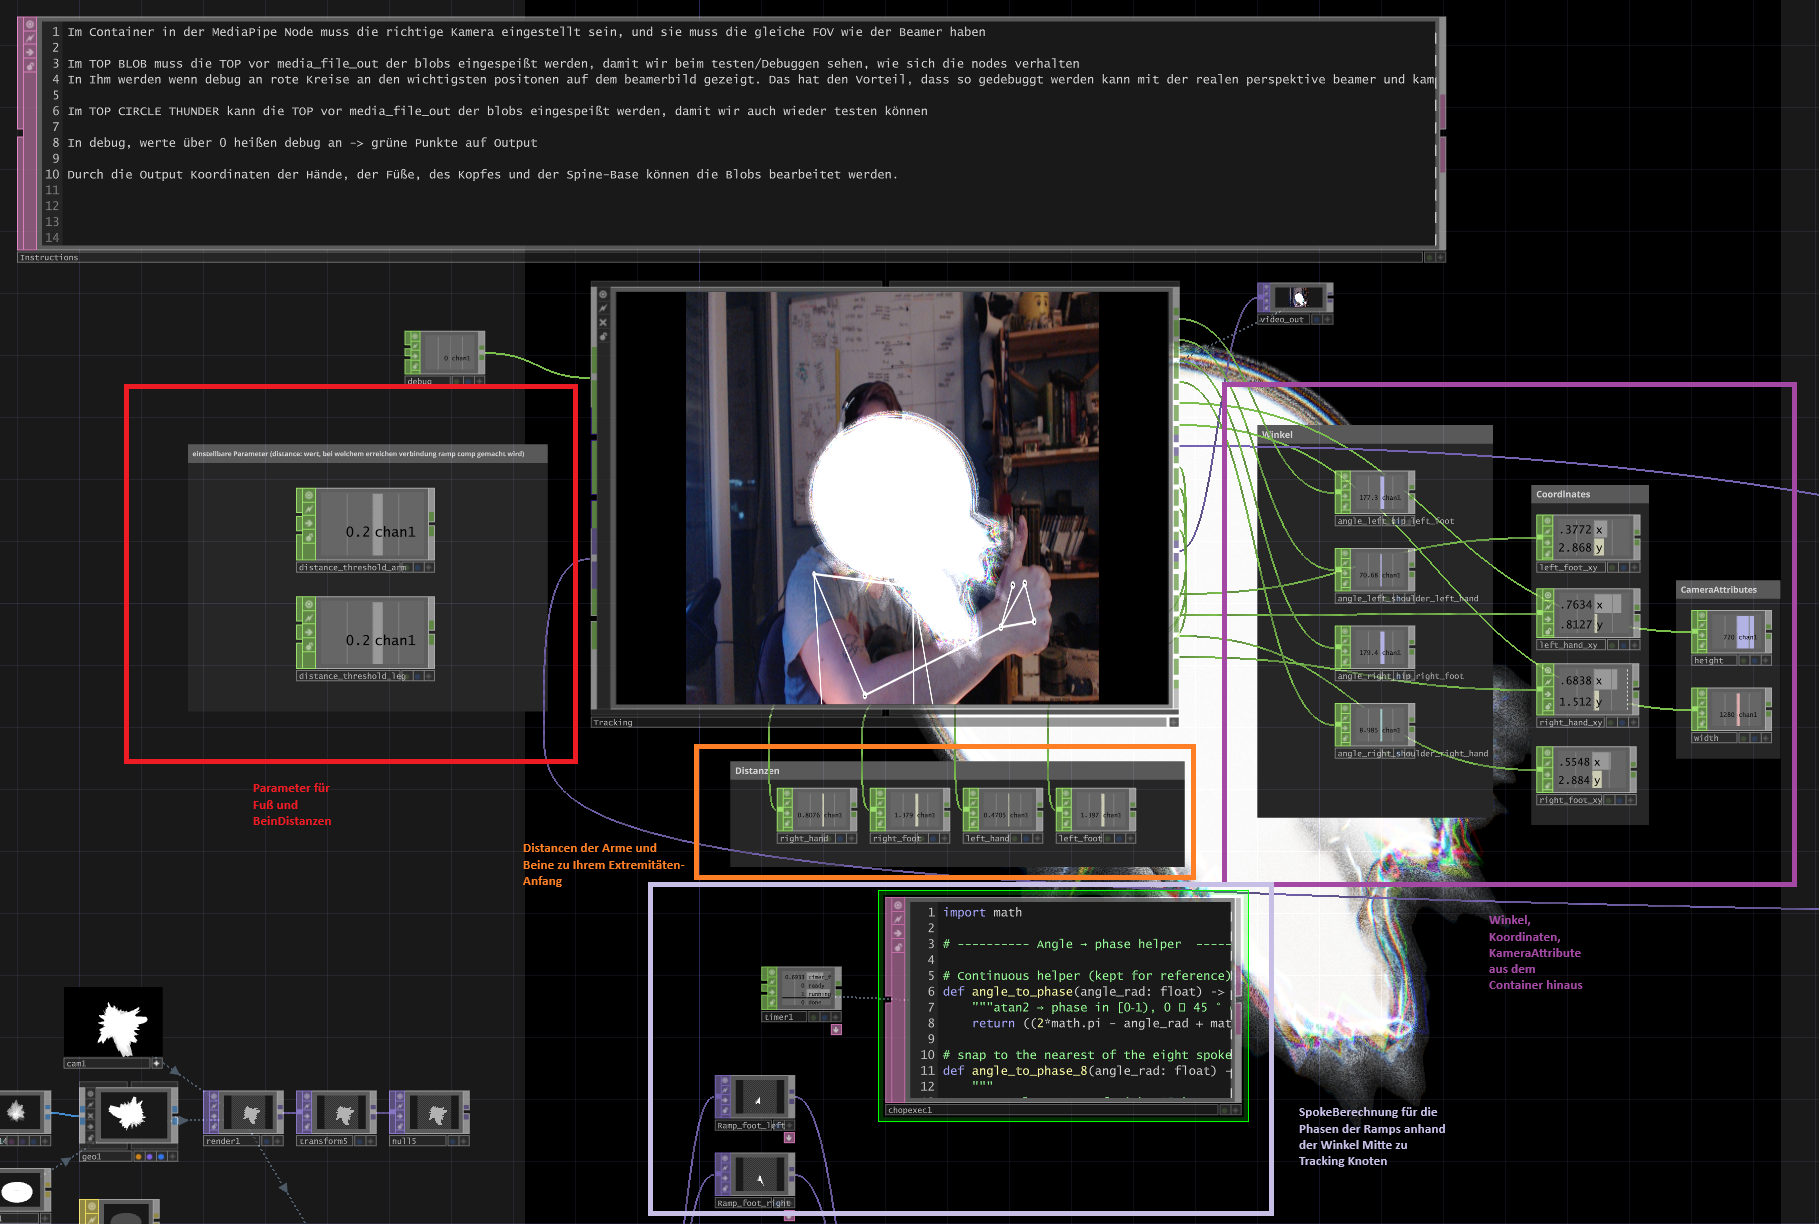 1 Im Container in der MediaPipe Node muss die richtige Kamera eingestellt sein, und sie muss die gleiche FOV wie der Beamer haben
2
3 Im TOP BLOB muss die TOP vor media_file_out der blobs eingespeißt werden, damit wir beim testen/Debuggen sehen, wie sich die nodes verhalten
4 In Ihm werden wenn debug an rote Kreise an den wichtigsten positonen auf dem beamerbild gezeigt. Das hat den Vorteil, dass so gedebuggt werden kann mit der realen perspektive beamer und kam
5
6 Im TOP CIRCLE THUNDER kann die TOP vor media_file_out der blobs eingespeißt werden, damit wir auch wieder testen können
7
8 In debug, werte über 0 heißen debug an -> grüne Punkte auf Output
9
10 Durch die Output Koordinaten der Hände, der Füße, des Kopfes und der Spine-Base können die Blobs bearbeitet werden.
11
12
13
14
Instructions
video_out
0 chan1
debug
einstellbare Parameter (distance: wert, bei welchem erreichen verbindung ramp comp gemacht wird)
0.2 chan1
distance_threshold_arm
0.2 chan1
distance_threshold_leg
Parameter für
Fuß und
BeinDistanzen
Tracking
Winkel
177.3 chan1
angle_left_hip_left_foot
70.68 chan1
angle_left_shoulder_left_hand
179.4 chan1
angle_right_hip_right_foot
8.985 chan1
angle_right_shoulder_right_hand
Coordinates
.3772 x
2.868 y
left_foot_xy
.7634 x
.8127 y
left_hand_xy
.6838 x
1.512 y
right_hand_xy
.5548 x
2.884 y
right_foot_xy
CameraAttributes
720 chan1
height
1280 chan1
width
Distanzen
0.8076 chan1
right_hand
1.179 chan1
right_foot
0.4705 chan1
left_hand
1.197 chan1
left_foot
Distancen der Arme und
Beine zu Ihrem Extremitäten-
Anfang
Winkel,
Koordinaten,
KameraAttribute
aus dem
Container hinaus
1 import math
2
3 # ---------- Angle → phase helper -----
4
5 # Continuous helper (kept for reference)
6 def angle_to_phase(angle_rad: float) ->
7 """atan2 → phase in [0-1), 0 ▯ 45 °
8 return ((2*math.pi - angle_rad + mat
9
10 # snap to the nearest of the eight spoke
11 def angle_to_phase_8(angle_rad: float) -
12 """
chopexec1
ready
running
done
timer1
Ramp_foot_left
Ramp_foot_right
SpokeBerechnung für die
Phasen der Ramps anhand
der Winkel Mitte zu
Tracking Knoten
cam1
geo1
render1
transform5
null5